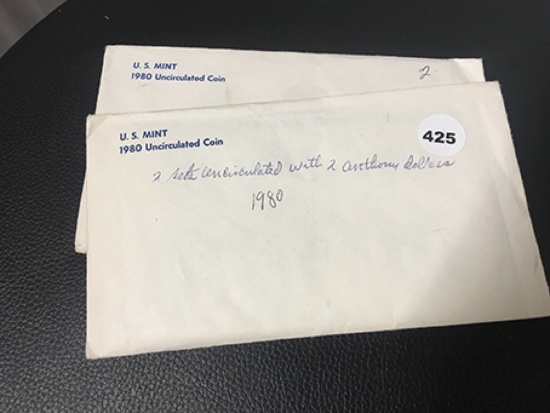 U. S. MINT
1980 Uncirculated Coin
2
U. S. MINT
1980 Uncirculated Coin
425
2 sets uncirculated with 2 anthony Dollars
1980